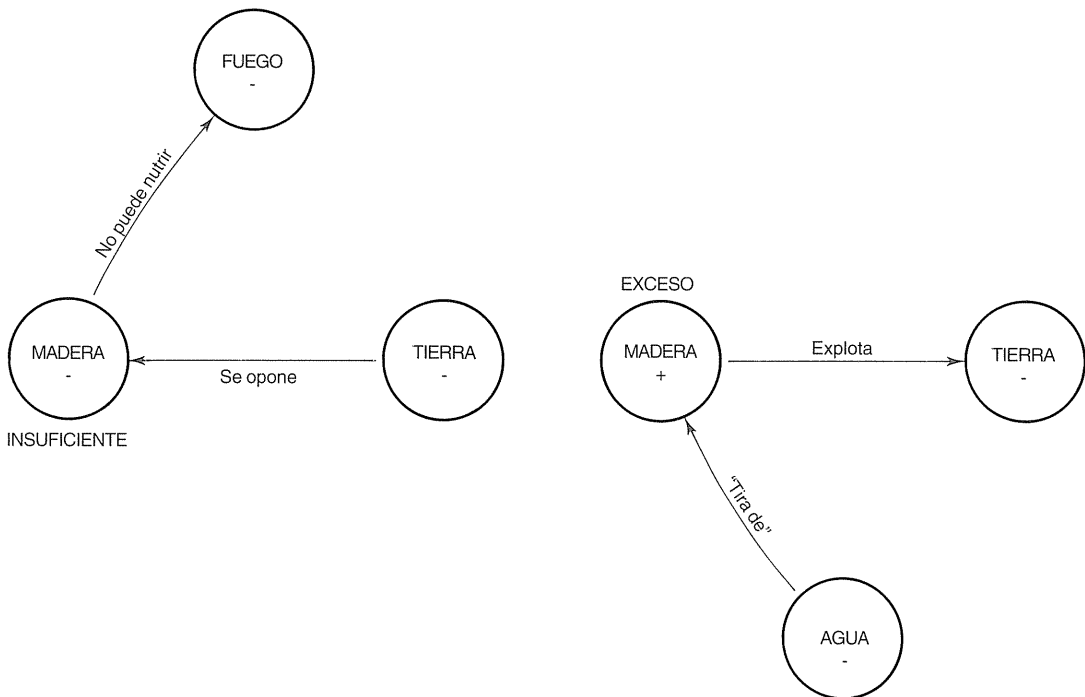 FUEGO
-
No puede nutrir
MADERA
-
INSUFICIENTE
Se opone
TIERRA
-
EXCESO
MADERA
+
Explota
TIERRA
-
“Tira de”
AGUA
-